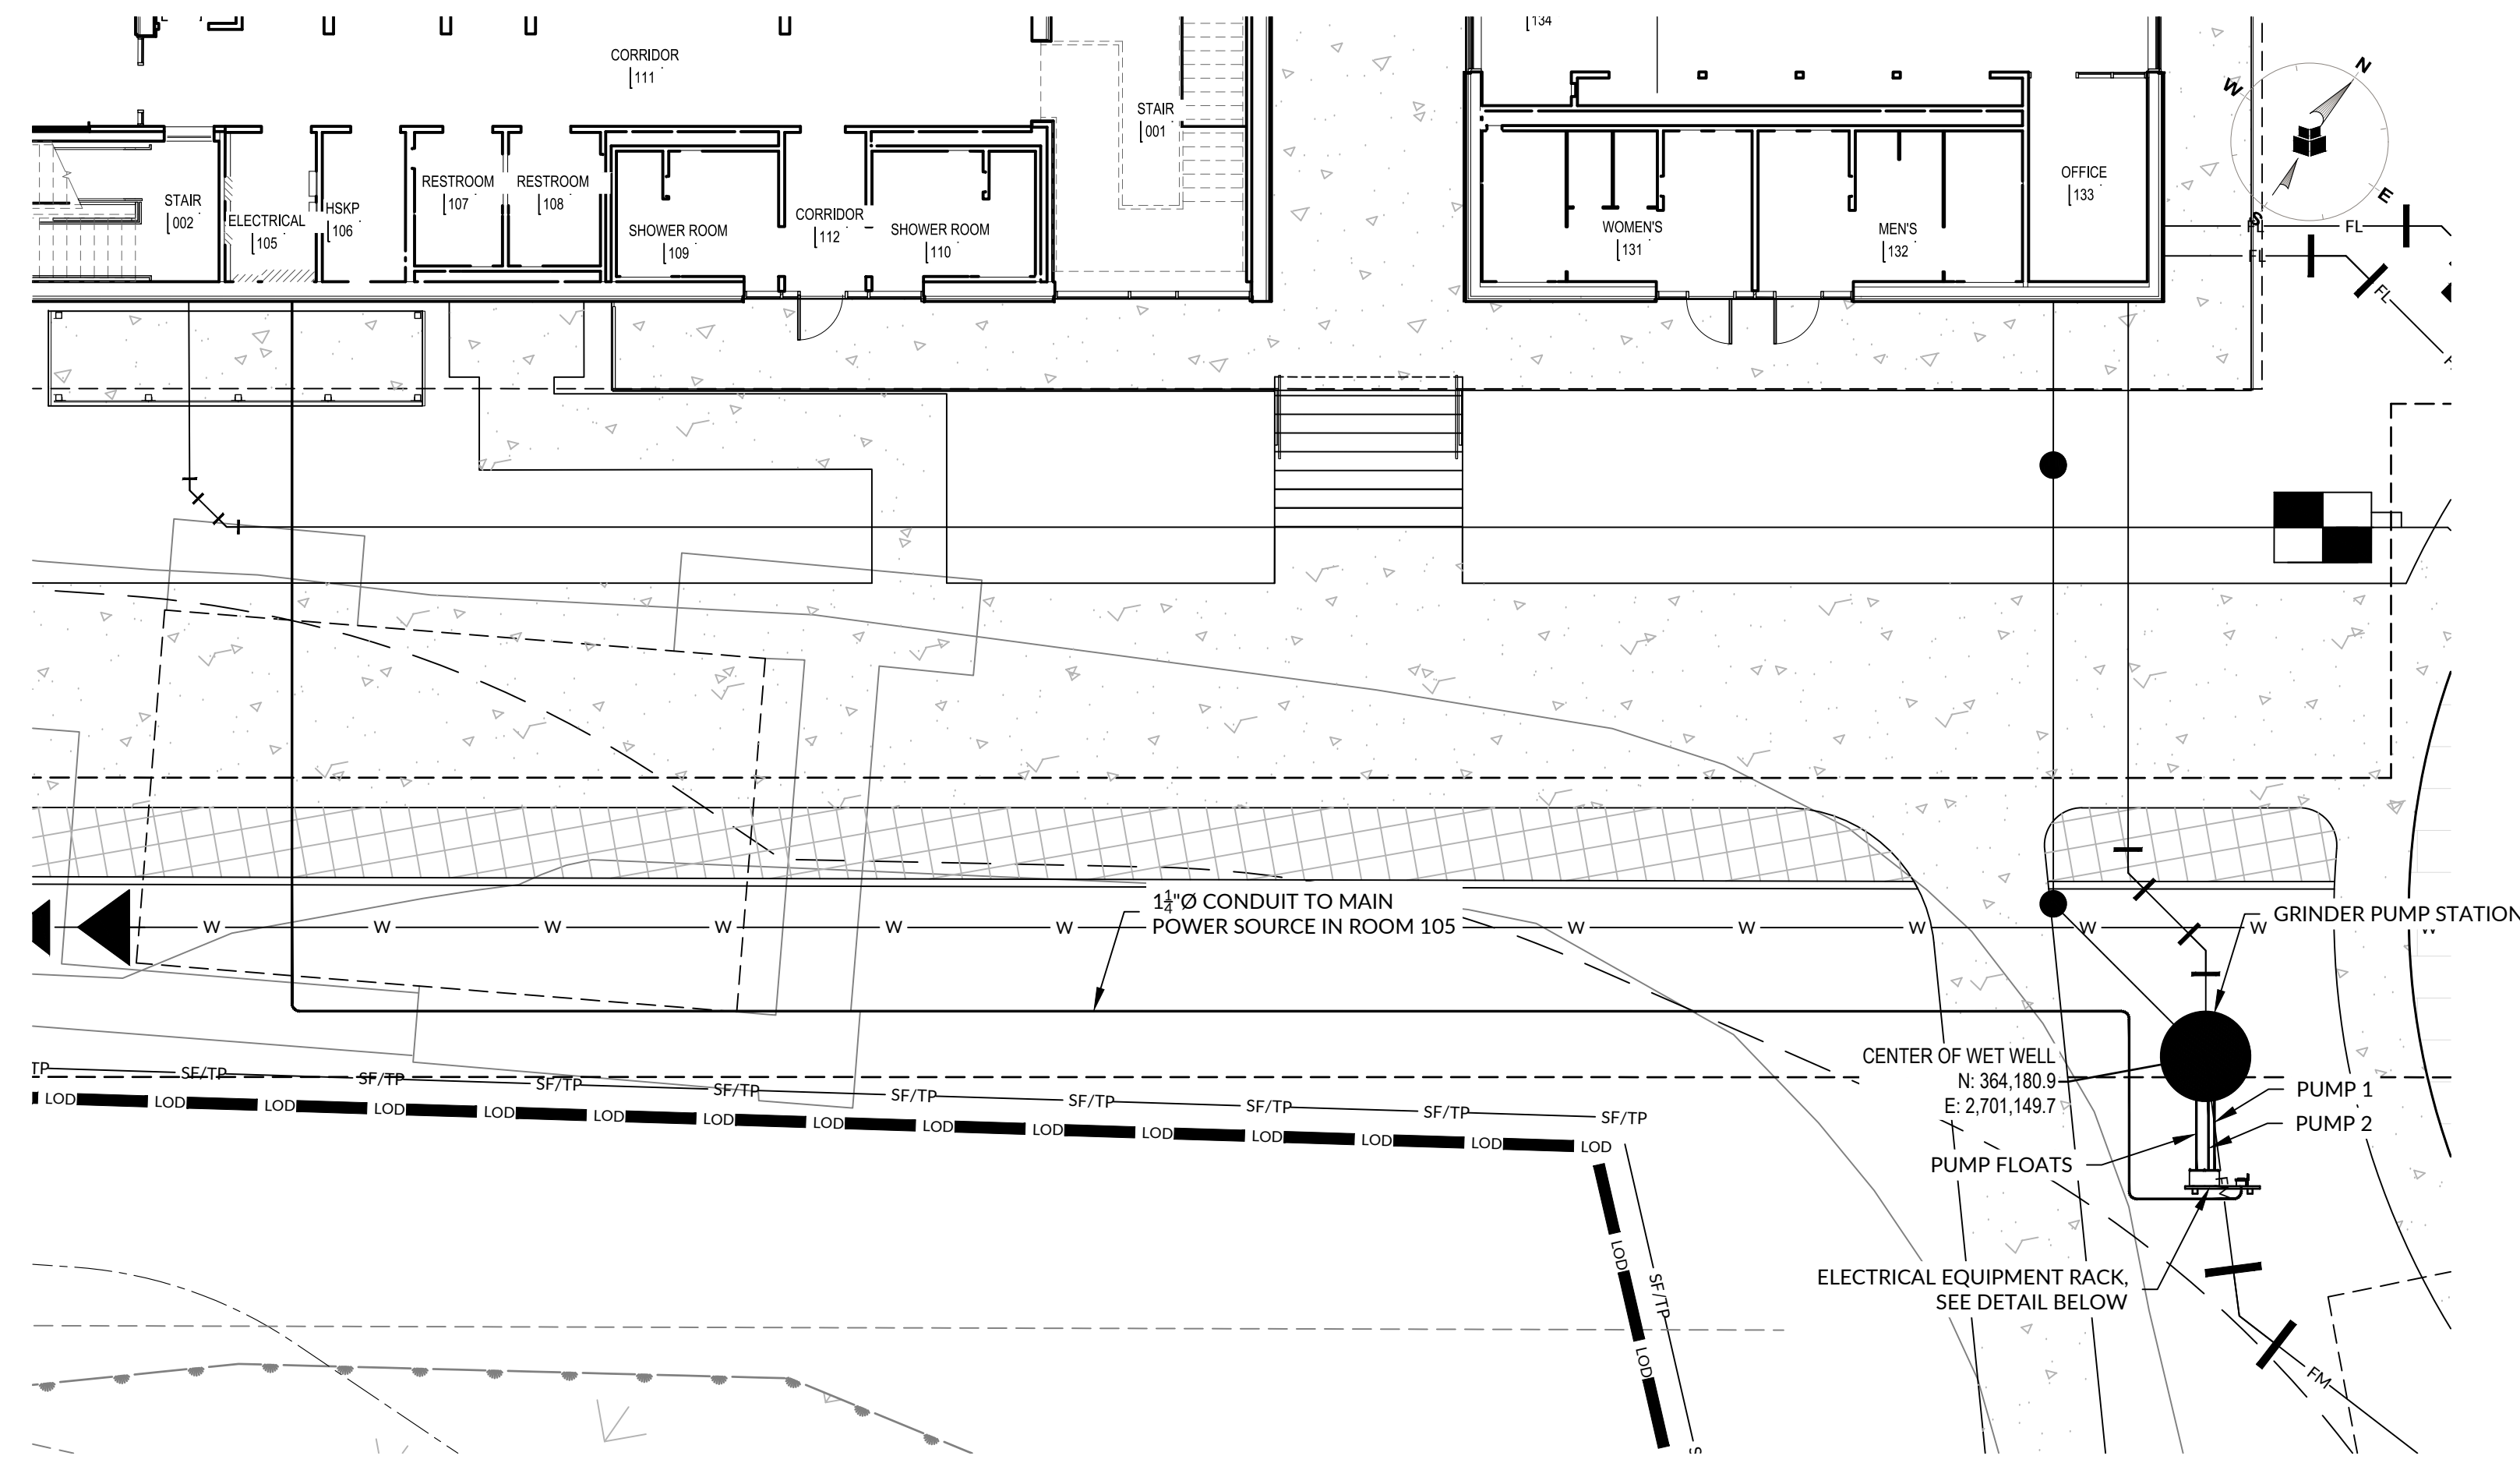 134
CORRIDOR
111
STAIR
001
N
W
E
S
STAIR
002
ELECTRICAL
105
HSKP
106
RESTROOM
107
RESTROOM
108
SHOWER ROOM
109
CORRIDOR
112
SHOWER ROOM
110
WOMEN'S
131
MEN'S
132
OFFICE
133
FL
FL
FL
FL
1¼"Ø CONDUIT TO MAIN
POWER SOURCE IN ROOM 105
W W W W W W W W W W W W W
GRINDER PUMP STATION
CENTER OF WET WELL
N: 364,180.9
E: 2,701,149.7
PUMP 1
PUMP 2
PUMP FLOATS
TP SF/TP SF/TP SF/TP SF/TP SF/TP SF/TP SF/TP SF/TP SF/TP
LOD LOD LOD LOD LOD LOD LOD LOD LOD LOD LOD LOD LOD LOD LOD
LOD
SF/TP
LOD
S
ELECTRICAL EQUIPMENT RACK,
SEE DETAIL BELOW
FM